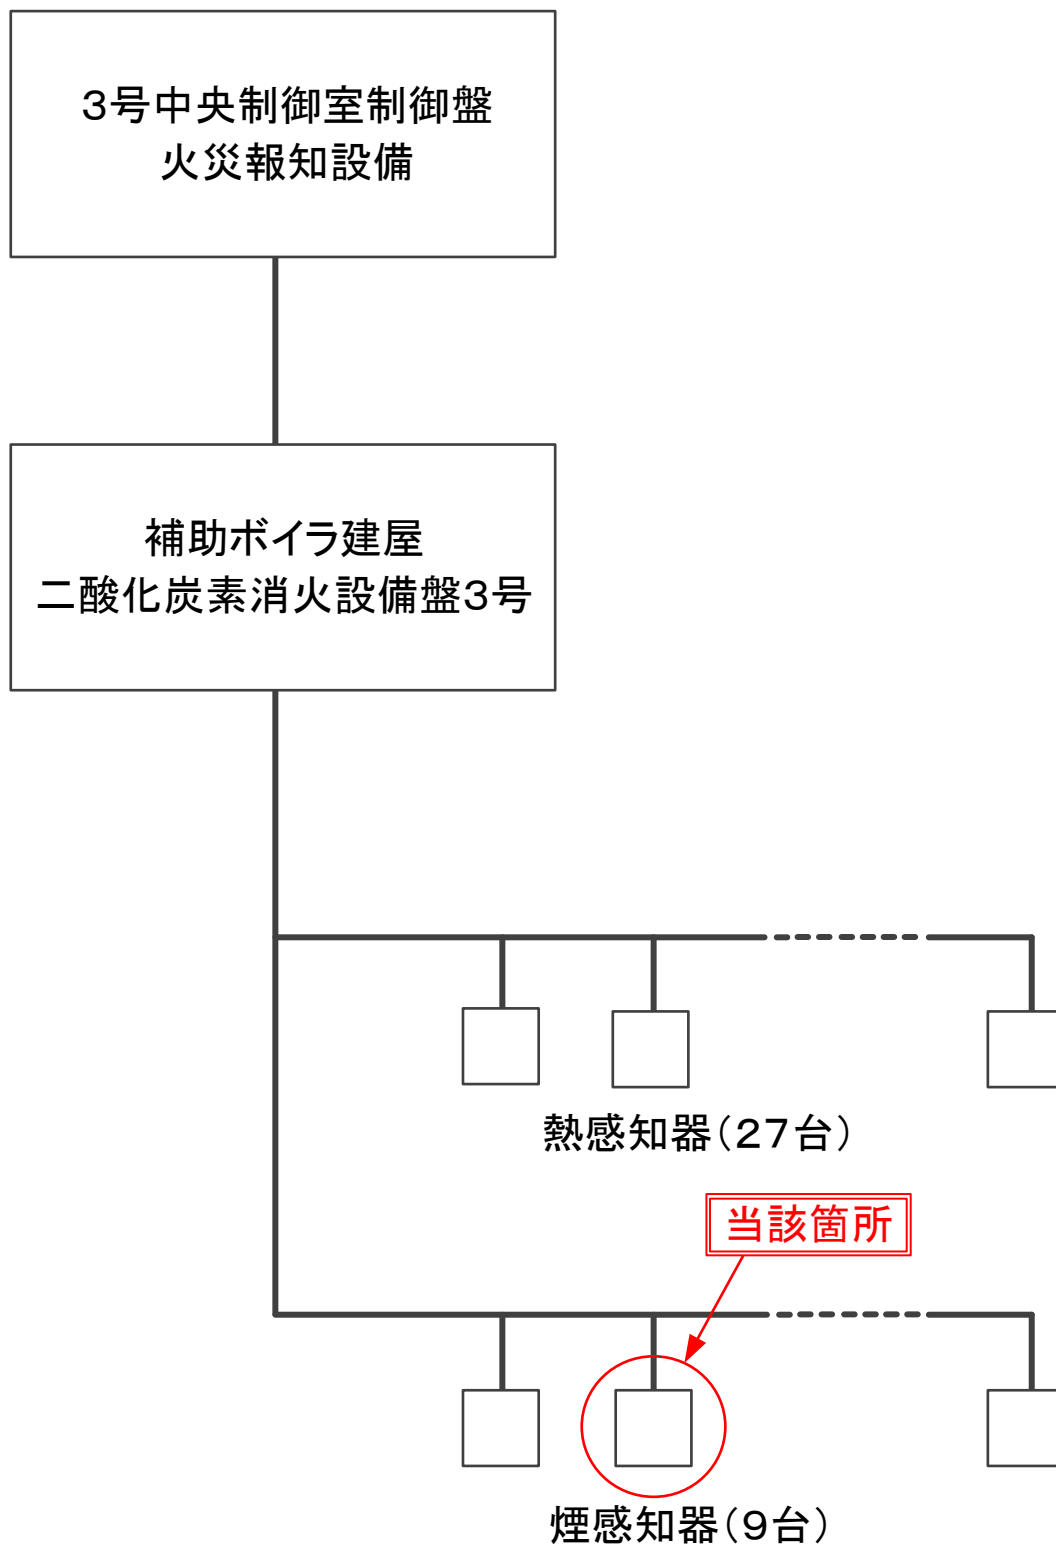 3号中央制御室制御盤
火災報知設備
補助ボイラ建屋
二酸化炭素消火設備盤3号
熱感知器（27台）
当該箇所
煙感知器（9台）